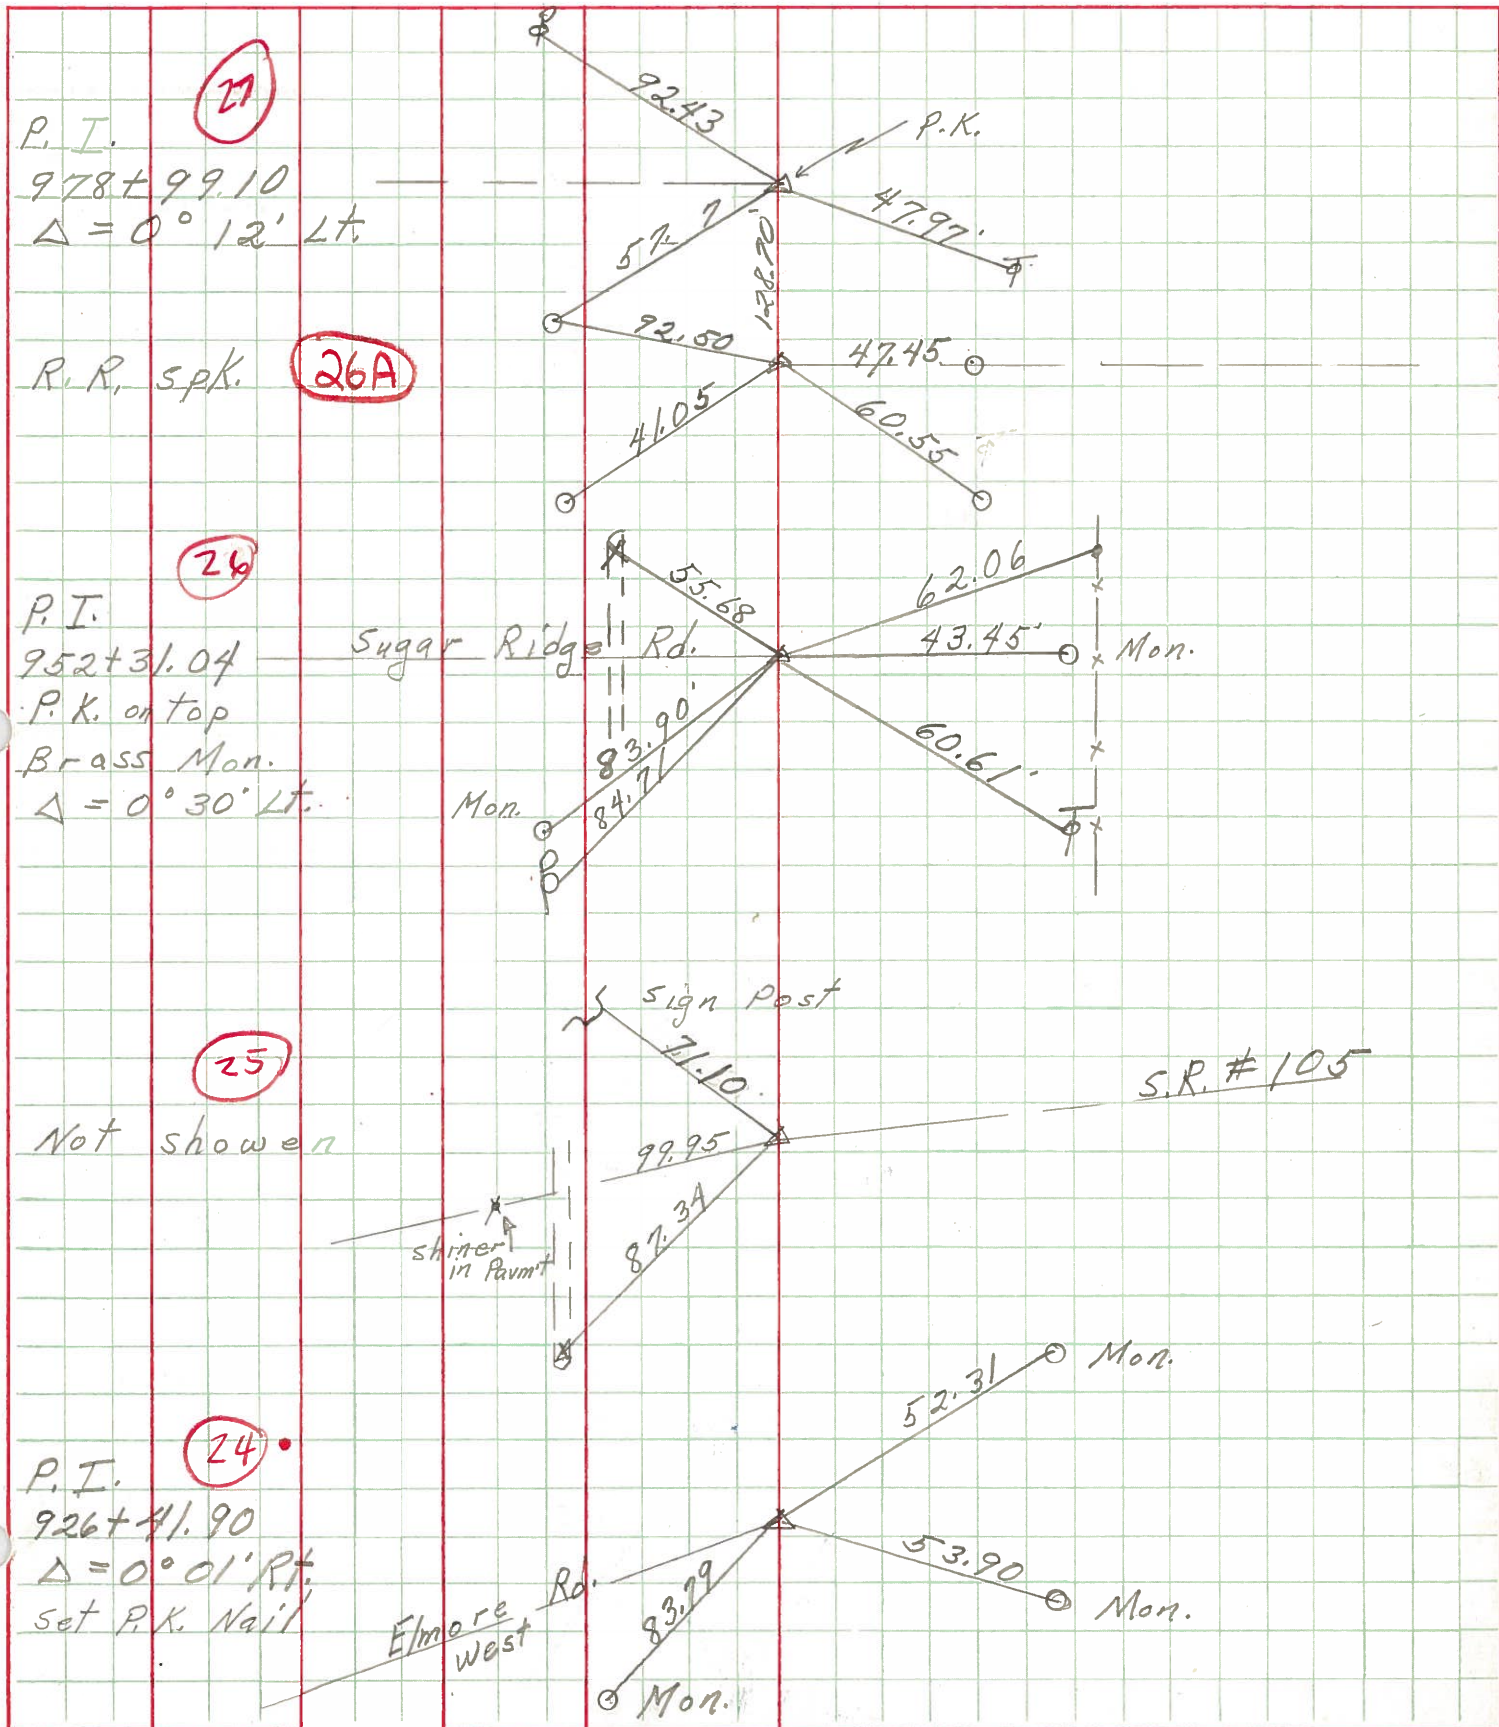 27
92.43
P.K.
P. I.
978+99.10
Δ = 0° 12' Lt.
47.97'
128.70'
92.50
47.45
R. R. spk.
26A
41.05
60.55
26
55.68
62.06
P. I.
952+31.04
Sugar Ridge Rd.
43.45'
Mon.
P. K. on top
Brass Mon.
Δ = 0° 30' Lt.
83.90'
84.71
60.61'
Mon.
Sign Post
71.10
25
S.R. # 105
Not showen
99.95
87.34
shiner
in Pavm't
52.31
Mon.
24
P. I.
926+41.90
Δ = 0° 01' Rt.
Set P.K. Nail
53.90
Mon.
Elmore Rd.
West
83.79
Mon.